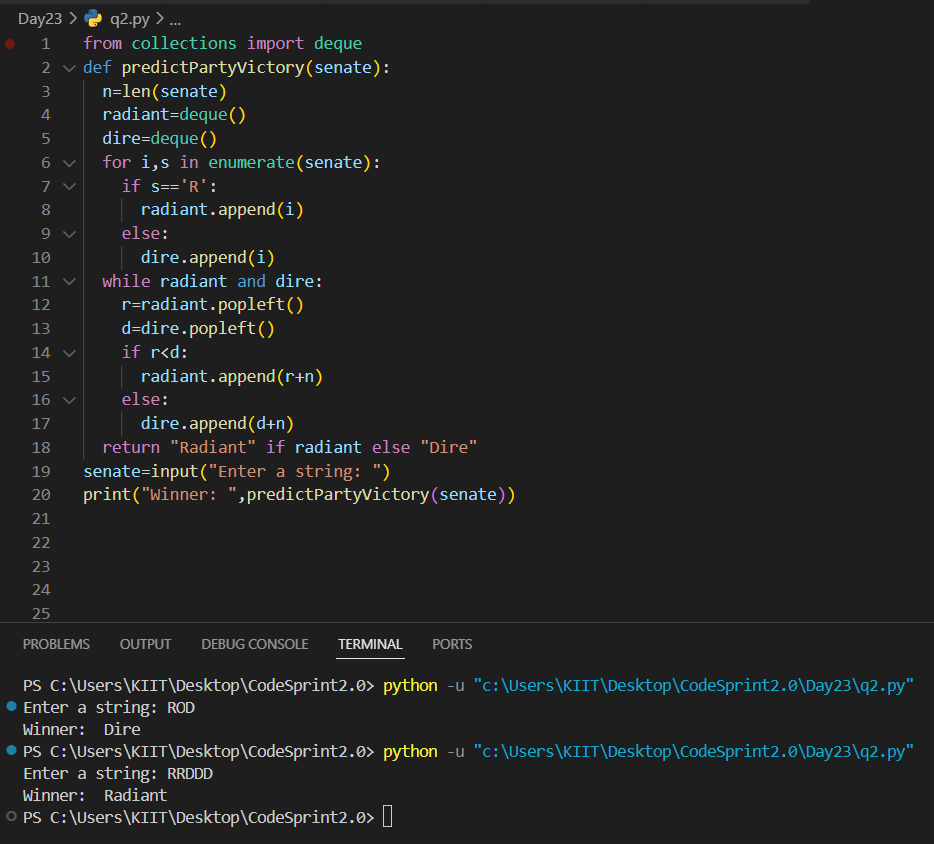 Day23 > q2.py > ...
1 from collections import deque
2 def predictPartyVictory(senate):
3 n=len(senate)
4 radiant=deque()
5 dire=deque()
6 for i,s in enumerate(senate):
7 if s=='R':
8 radiant.append(i)
9 else:
10 dire.append(i)
11 while radiant and dire:
12 r=radiant.popleft()
13 d=dire.popleft()
14 if r<d:
15 radiant.append(r+n)
16 else:
17 dire.append(d+n)
18 return "Radiant" if radiant else "Dire"
19 senate=input("Enter a string: ")
20 print("Winner: ",predictPartyVictory(senate))
21
22
23
24
25
PROBLEMS OUTPUT DEBUG CONSOLE TERMINAL PORTS
PS C:\Users\KIIT\Desktop\CodeSprint2.0> python -u "c:\Users\KIIT\Desktop\CodeSprint2.0\Day23\q2.py"
Enter a string: ROD
Winner:  Dire
PS C:\Users\KIIT\Desktop\CodeSprint2.0> python -u "c:\Users\KIIT\Desktop\CodeSprint2.0\Day23\q2.py"
Enter a string: RRDDD
Winner:  Radiant
PS C:\Users\KIIT\Desktop\CodeSprint2.0>